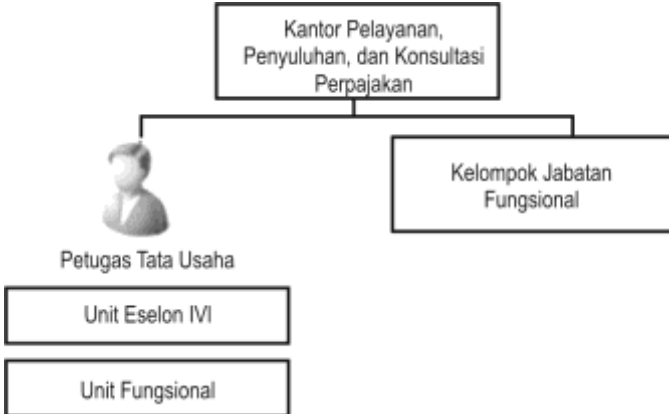 Kantor Pelayanan,
Penyuluhan, dan Konsultasi
Perpajakan
Kelompok Jabatan
Fungsional
Petugas Tata Usaha
Unit Eselon IVI
Unit Fungsional